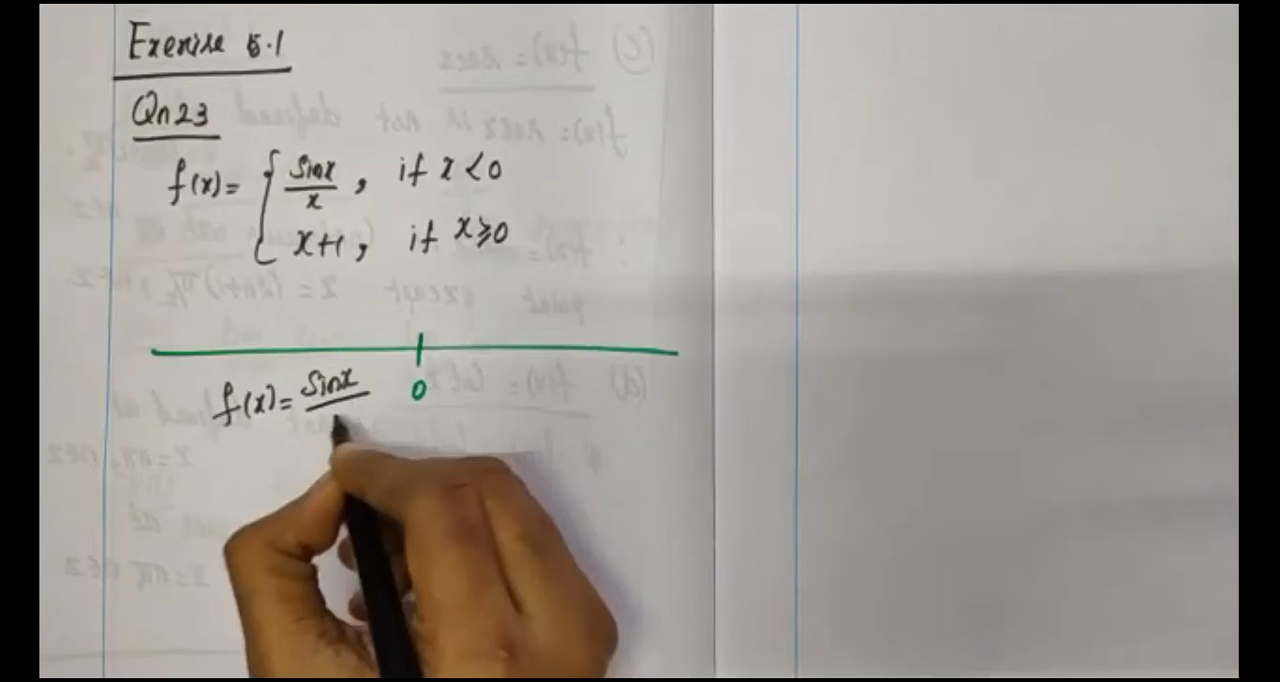 Exercise 5.1
Qn 23
f(x) = { sinx/x , if x < 0
x+1 , if x ≥ 0
0
f(x) = sinx